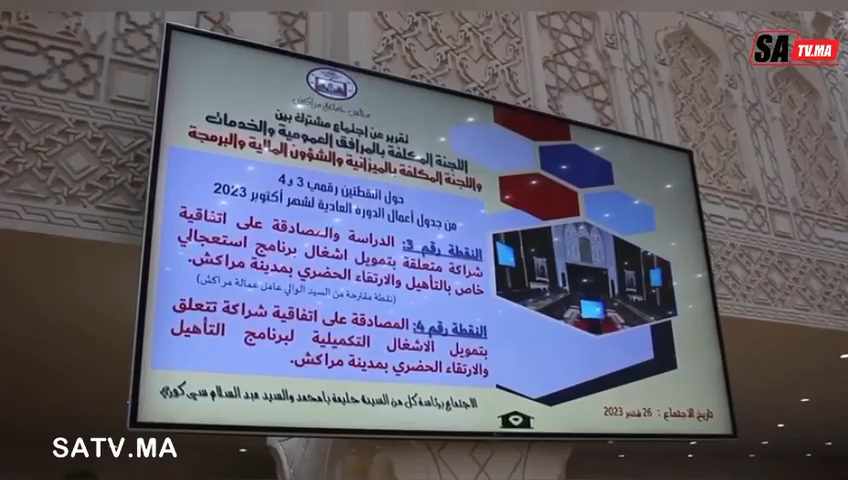 SA TV.MA
مجلس جماعة مراكش
تقرير عن إجتماع مشترك بين
اللجنة المكلفة بالمرافق العمومية والخدمات
واللجنة المكلفة بالميزانية والشؤون المالية والبرمجة
حول النقطتين رقمي 3 و 4
من جدول أعمال الدورة العادية لشهر أكتوبر 2023
النقطة رقم 3: الدراسة والمصادقة على اتفاقية
شراكة متعلقة بتمويل اشغال برنامج استعجالي
خاص بالتأهيل والارتقاء الحضري بمدينة مراكش.
(نقطة مقترحة من السيد الوالي عامل عمالة مراكش)
النقطة رقم 4: المصادقة على اتفاقية شراكة تتعلق
بتمويل الاشغال التكميلية لبرنامج التأهيل
والارتقاء الحضري بمدينة مراكش.
الاجتماع برئاسة كل من السيدة حليمة بامحمد والسيد عبد السلام سي كوري
تاريخ الاجتماع : 26 شتنبر 2023
SATV.MA